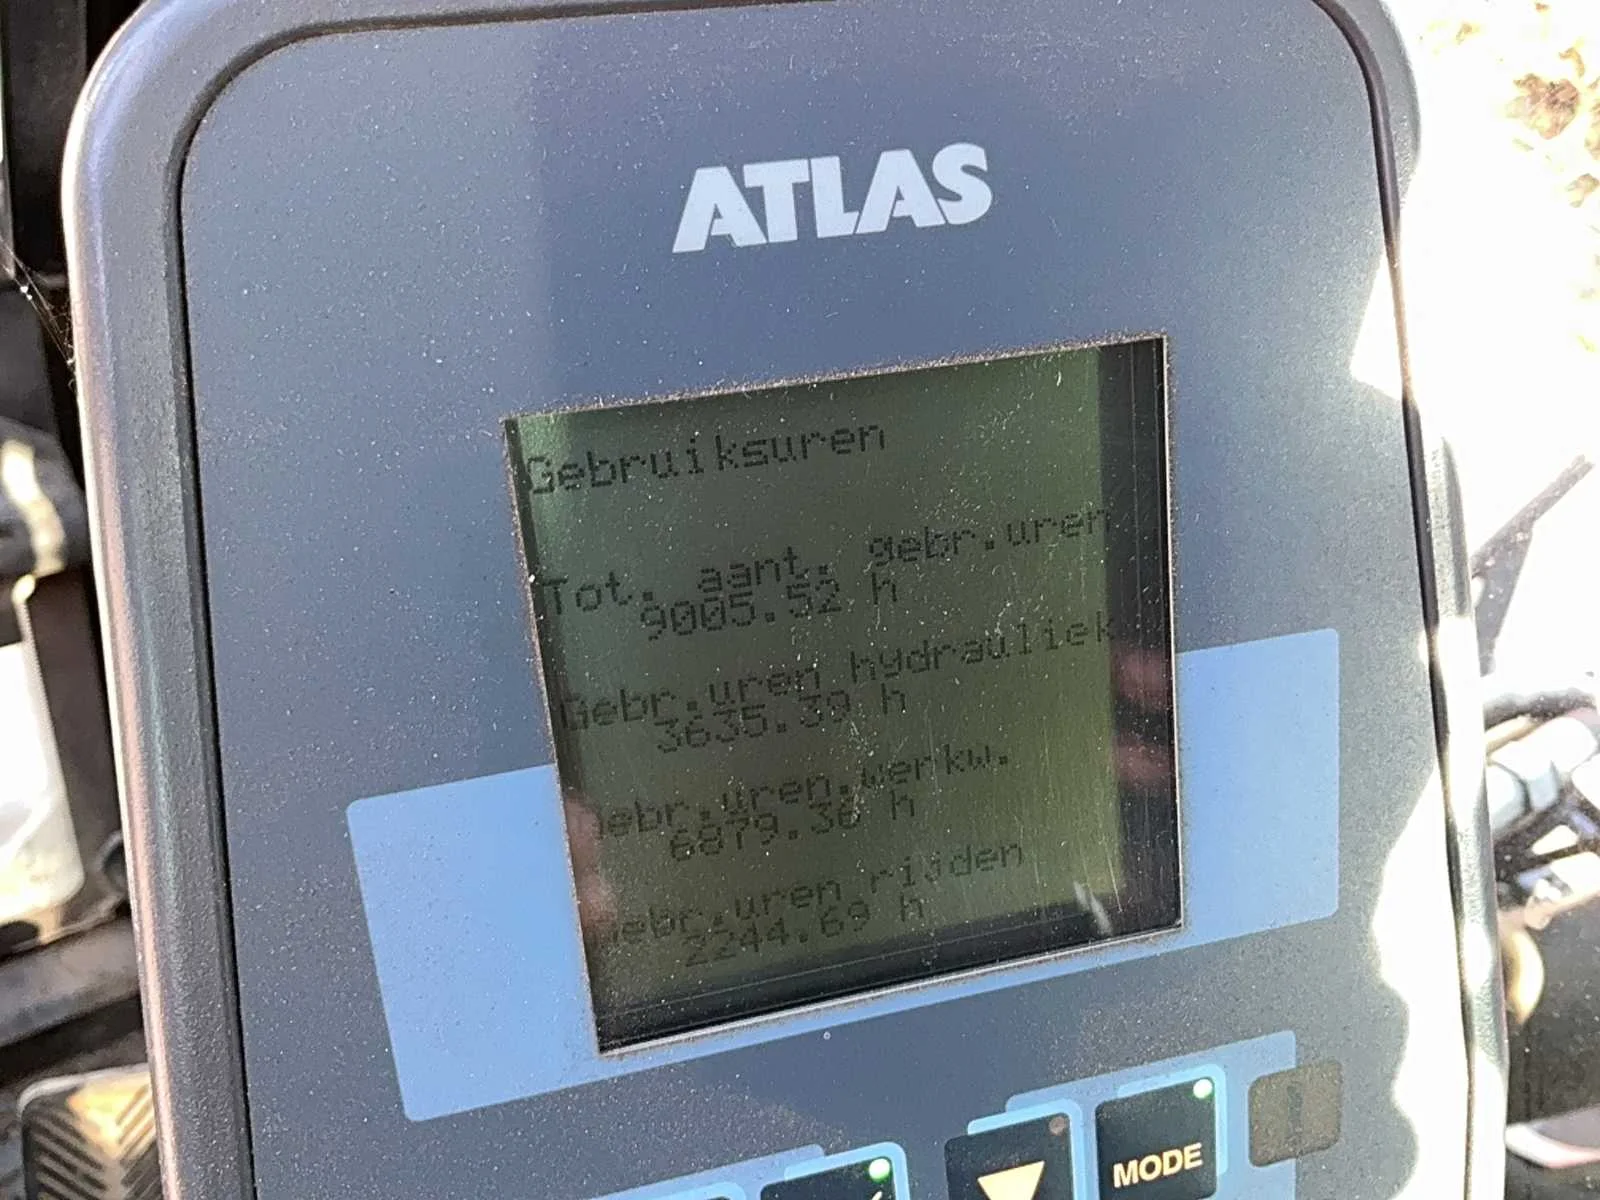 ATLAS
Gebruiksuren
Tot. aant. gebr.uren
9005.52 h
Gebr.uren hydrauliek
3635.39 h
Gebr.uren.werkw.
6879.36 h
Gebr.uren rijden
2244.69 h
MODE